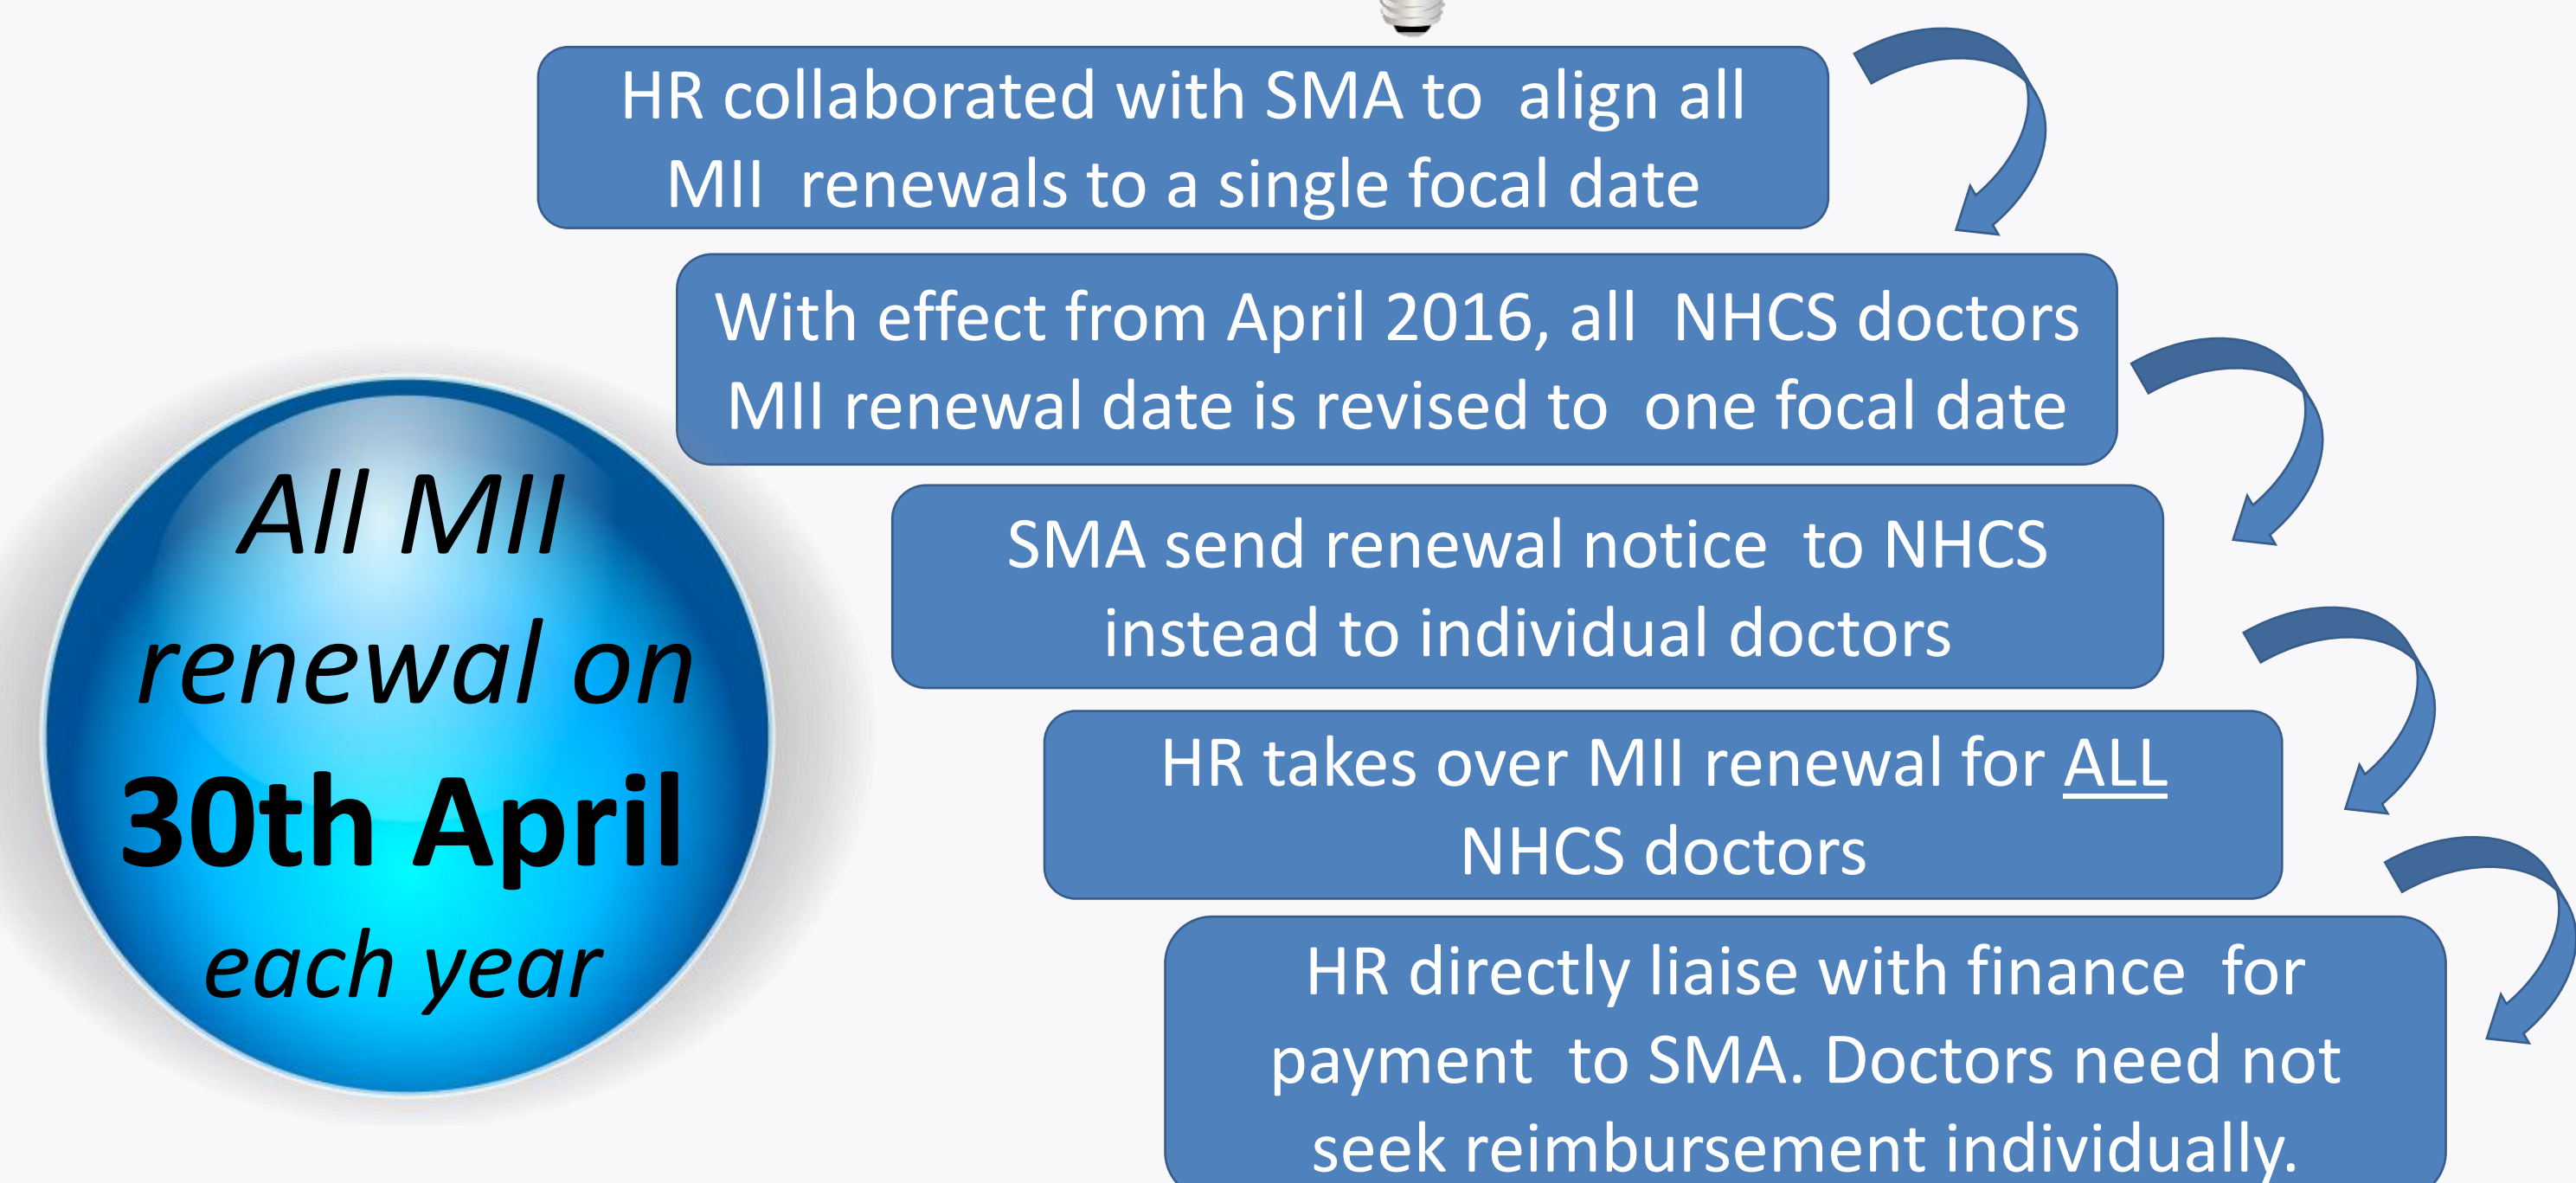 HR collaborated with SMA to  align all
MII  renewals to a single focal date
With effect from April 2016, all  NHCS doctors
MII renewal date is revised to  one focal date
SMA send renewal notice  to NHCS
instead to individual doctors
HR takes over MII renewal for ALL
NHCS doctors
HR directly liaise with finance  for
payment  to SMA. Doctors need not
seek reimbursement individually.
All MII
renewal on
30th April
each year